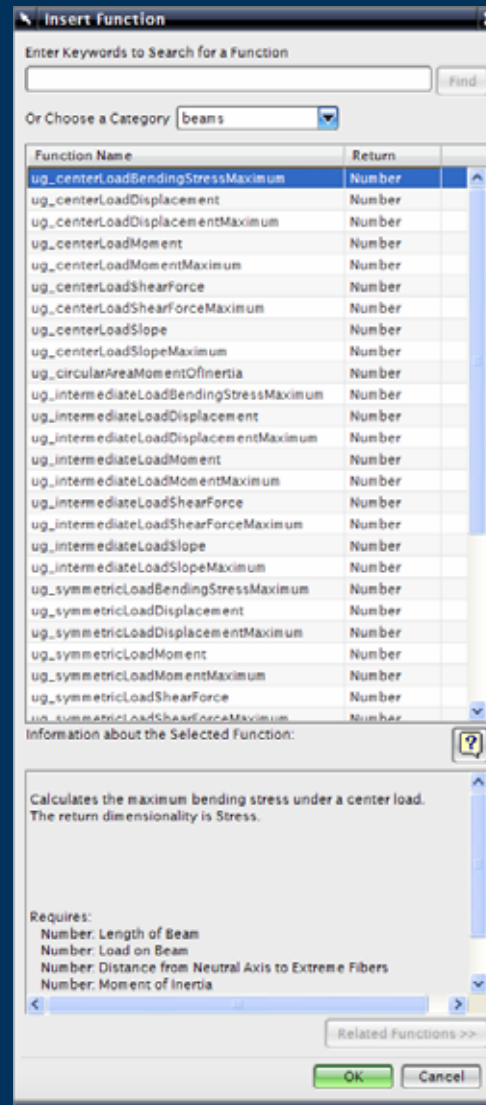 Insert Function
Enter Keywords to Search for a Function
Find
Or Choose a Category beams
Function Name Return
ug_centerLoadBendingStressMaximum Number
ug_centerLoadDisplacement Number
ug_centerLoadDisplacementMaximum Number
ug_centerLoadMoment Number
ug_centerLoadMomentMaximum Number
ug_centerLoadShearForce Number
ug_centerLoadShearForceMaximum Number
ug_centerLoadSlope Number
ug_centerLoadSlopeMaximum Number
ug_circularAreaMomentOfInertia Number
ug_intermediateLoadBendingStressMaximum Number
ug_intermediateLoadDisplacement Number
ug_intermediateLoadDisplacementMaximum Number
ug_intermediateLoadMoment Number
ug_intermediateLoadMomentMaximum Number
ug_intermediateLoadShearForce Number
ug_intermediateLoadShearForceMaximum Number
ug_intermediateLoadSlope Number
ug_intermediateLoadSlopeMaximum Number
ug_symmetricLoadBendingStressMaximum Number
ug_symmetricLoadDisplacement Number
ug_symmetricLoadDisplacementMaximum Number
ug_symmetricLoadMoment Number
ug_symmetricLoadMomentMaximum Number
ug_symmetricLoadShearForce Number
ug_symmetricLoadShearForceMaximum Number
Information about the Selected Function:
?
Calculates the maximum bending stress under a center load.
The return dimensionality is Stress.
Requires:
Number: Length of Beam
Number: Load on Beam
Number: Distance from Neutral Axis to Extreme Fibers
Number: Moment of Inertia
Related Functions >>
OK Cancel